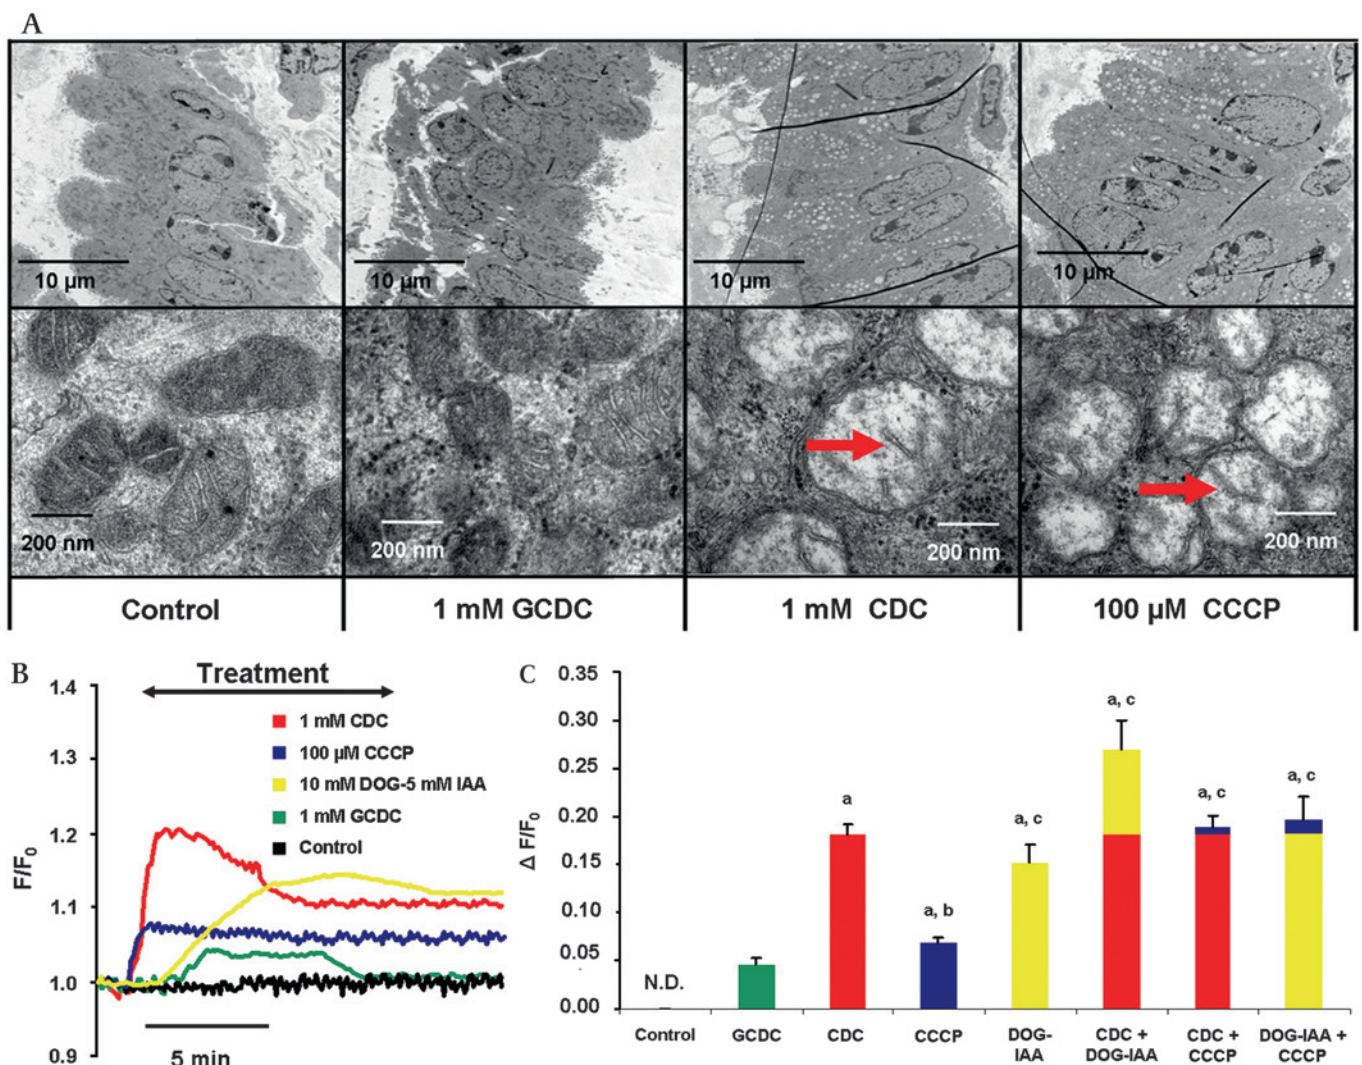 A
10 µm
10 µm
10 µm
10 µm
200 nm
200 nm
200 nm
200 nm
Control
1 mM GCDC
1 mM CDC
100 µM CCCP
B
Treatment
1.4
1.3
1.2
1.1
1.0
0.9
F/F0
1 mM CDC
100 µM CCCP
10 mM DOG-5 mM IAA
1 mM GCDC
Control
5 min
C
0.35
0.30
0.25
0.20
0.15
0.10
0.05
0.00
Δ F/F0
N.D.
a
a, b
a, c
a, c
a, c
a, c
Control
GCDC
CDC
CCCP
DOG-
IAA
CDC +
DOG-IAA
CDC +
CCCP
DOG-IAA +
CCCP